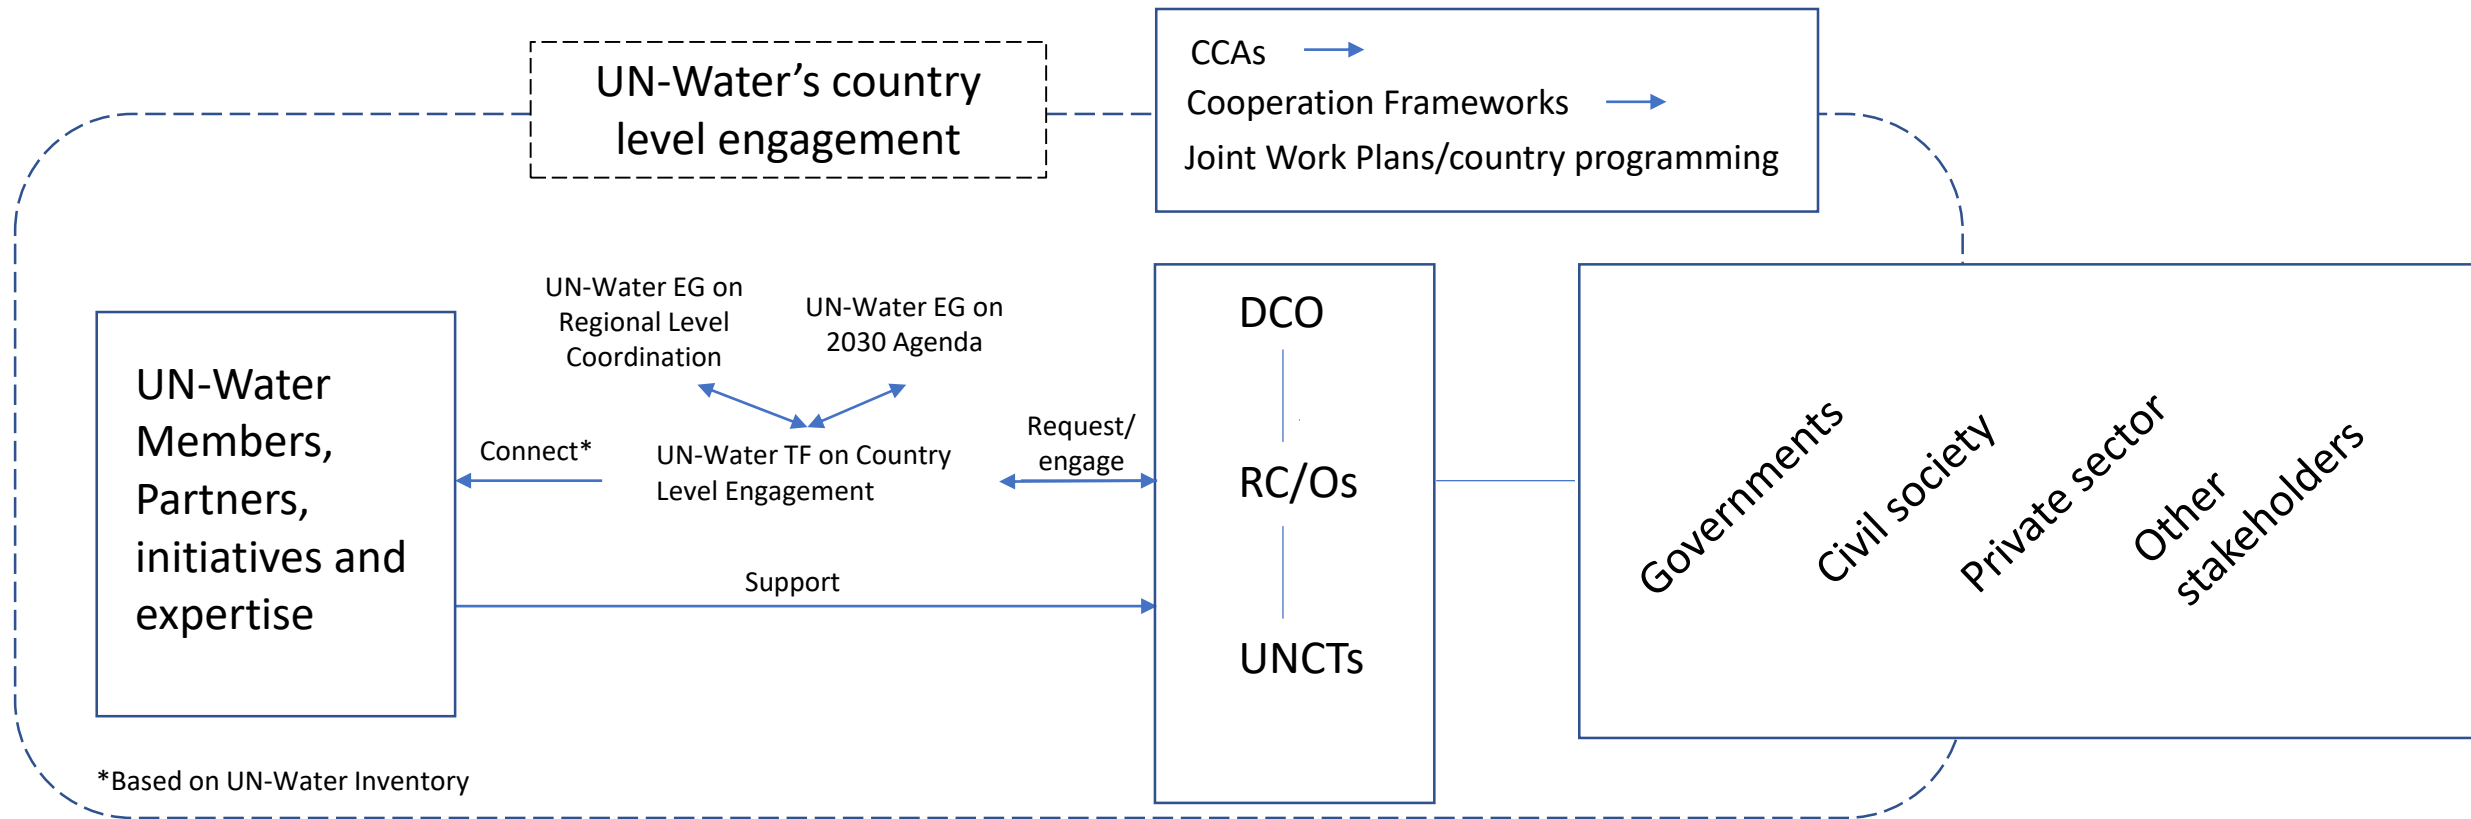 UN-Water's country
level engagement
CCAs
Cooperation Frameworks
Joint Work Plans/country programming
UN-Water
Members,
Partners,
initiatives and
expertise
UN-Water EG on
Regional Level
Coordination
UN-Water EG on
2030 Agenda
Connect*
UN-Water TF on Country
Level Engagement
Request/
engage
Support
DCO
RC/Os
UNCTs
Governments
Civil society
Private sector
Other
stakeholders
*Based on UN-Water Inventory